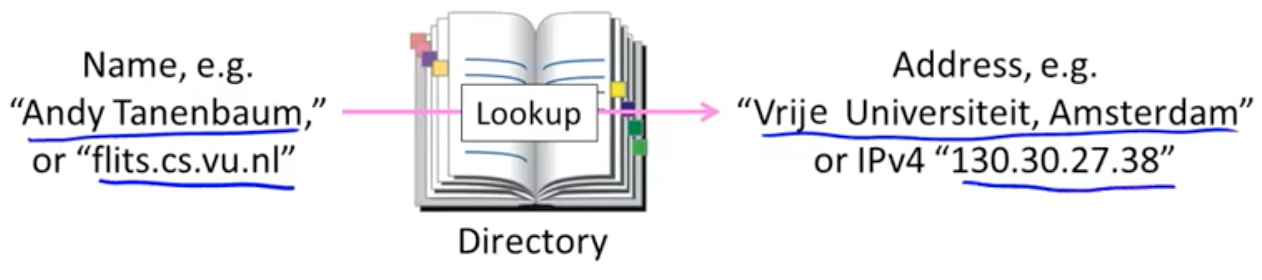 Name, e.g.
“Andy Tanenbaum,”
or “flits.cs.vu.nl”
Lookup
Directory
Address, e.g.
“Vrije Universiteit, Amsterdam”
or IPv4 “130.30.27.38”